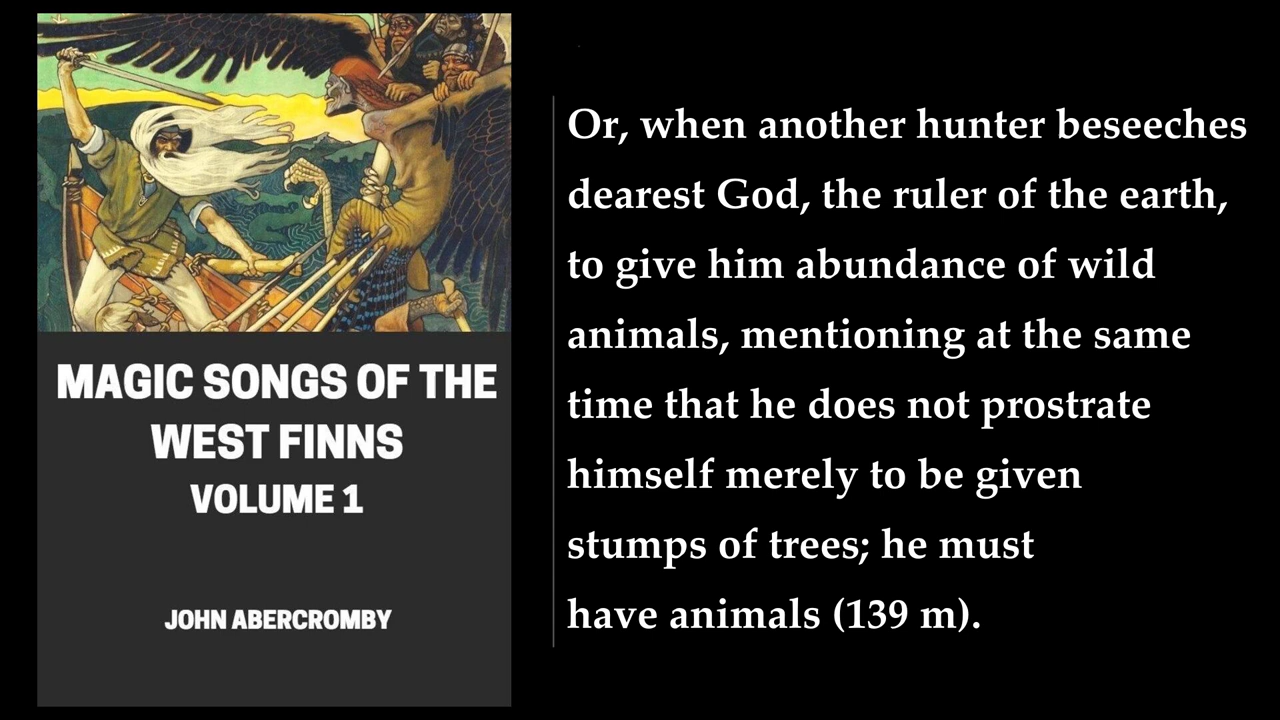 MAGIC SONGS OF THE
WEST FINNS
VOLUME 1
JOHN ABERCROMBY
Or, when another hunter beseeches
dearest God, the ruler of the earth,
to give him abundance of wild
animals, mentioning at the same
time that he does not prostrate
himself merely to be given
stumps of trees; he must
have animals (139 m).